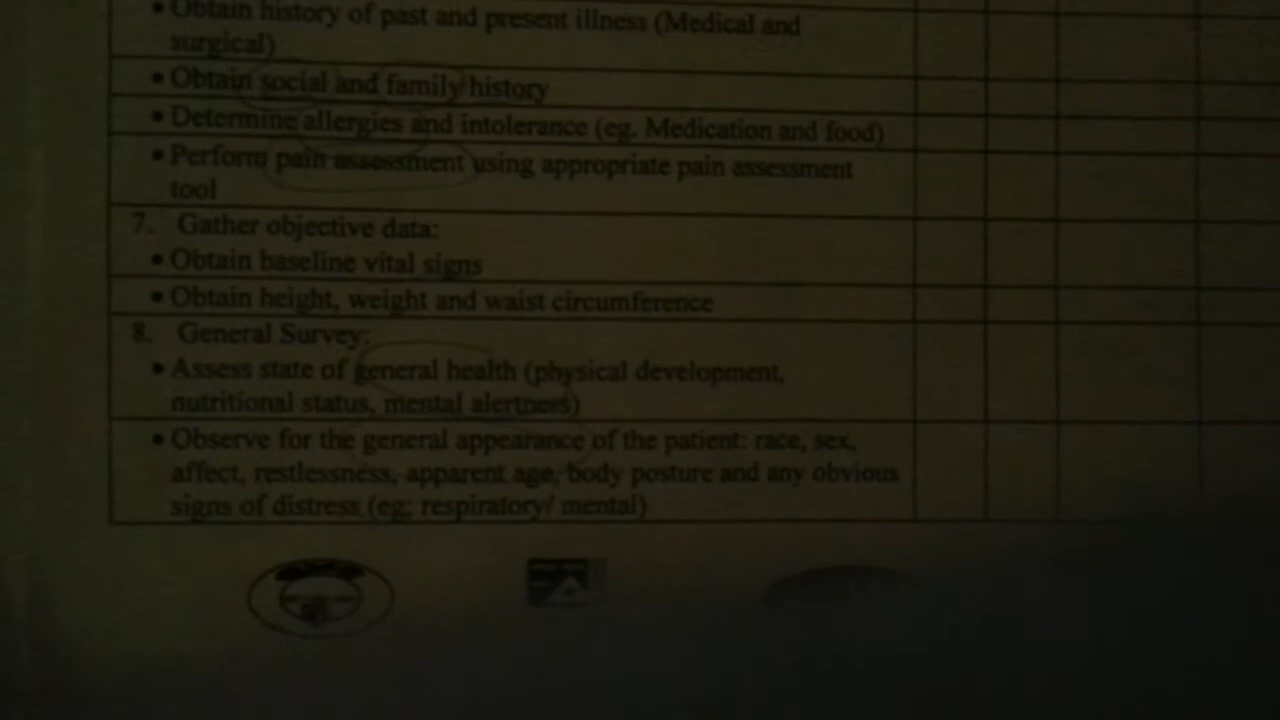 • Obtain history of past and present illness (Medical and
surgical)
• Obtain social and family history
• Determine allergies and intolerance (eg. Medication and food)
• Perform pain assessment using appropriate pain assessment
tool
7. Gather objective data:
• Obtain baseline vital signs
• Obtain height, weight and waist circumference
8. General Survey:
• Assess state of general health (physical development,
nutritional status, mental alertness)
• Observe for the general appearance of the patient: race, sex,
affect, restlessness, apparent age, body posture and any obvious
signs of distress (eg; respiratory/ mental)